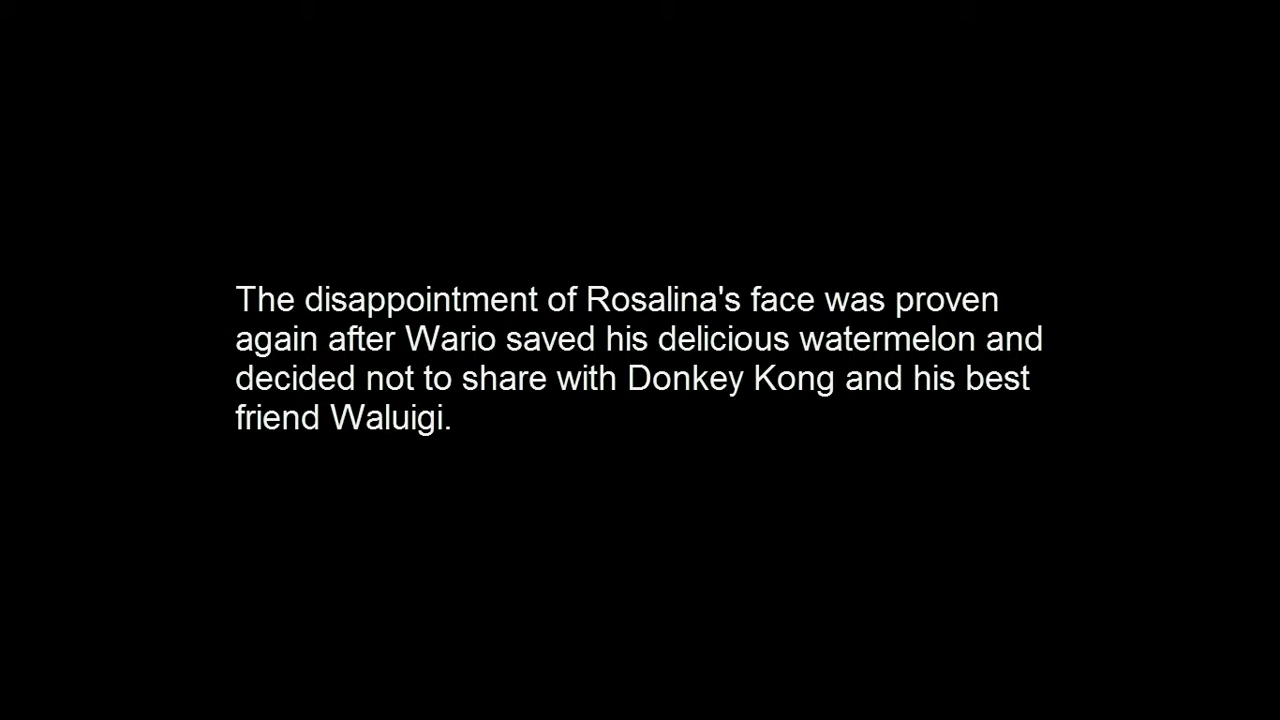 The disappointment of Rosalina's face was proven
again after Wario saved his delicious watermelon and
decided not to share with Donkey Kong and his best
friend Waluigi.